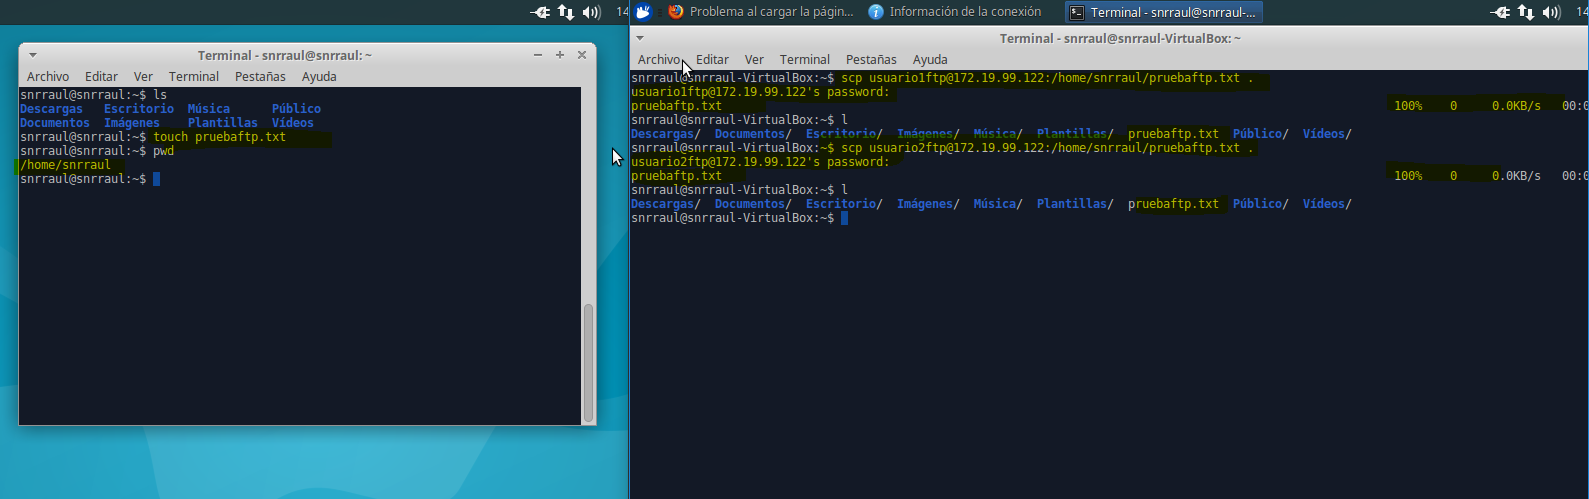 14
Terminal - snrraul@snrraul: ~
Archivo Editar Ver Terminal Pestañas Ayuda
snrraul@snrraul:~$ ls
Descargas Escritorio Música Público
Documentos Imágenes Plantillas Vídeos
snrraul@snrraul:~$ touch pruebaftp.txt
snrraul@snrraul:~$ pwd
/home/snrraul
snrraul@snrraul:~$
Problema al cargar la págin... Información de la conexión Terminal - snrraul@snrraul-... 14
Terminal - snrraul@snrraul-VirtualBox: ~
Archivo Editar Ver Terminal Pestañas Ayuda
snrraul@snrraul-VirtualBox:~$ scp usuario1ftp@172.19.99.122:/home/snrraul/pruebaftp.txt .
usuario1ftp@172.19.99.122's password:
pruebaftp.txt 100% 0 0.0KB/s 00:0
snrraul@snrraul-VirtualBox:~$ l
Descargas/ Documentos/ Escritorio/ Imágenes/ Música/ Plantillas/ pruebaftp.txt Público/ Vídeos/
snrraul@snrraul-VirtualBox:~$ scp usuario2ftp@172.19.99.122:/home/snrraul/pruebaftp.txt .
usuario2ftp@172.19.99.122's password:
pruebaftp.txt 100% 0 0.0KB/s 00:0
snrraul@snrraul-VirtualBox:~$ l
Descargas/ Documentos/ Escritorio/ Imágenes/ Música/ Plantillas/ pruebaftp.txt Público/ Vídeos/
snrraul@snrraul-VirtualBox:~$